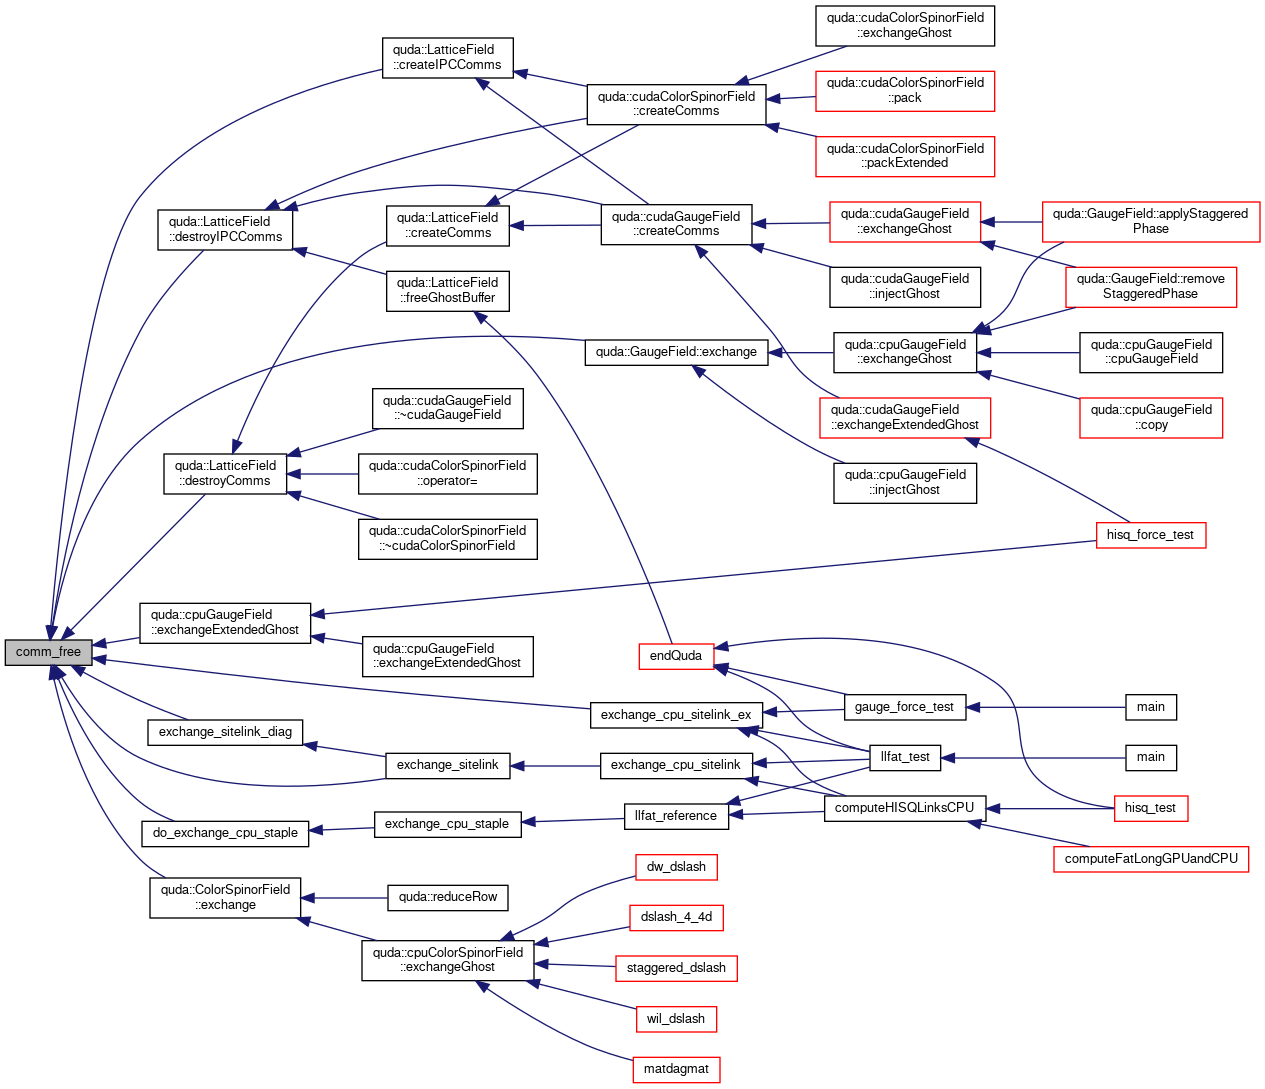 quda::cudaColorSpinorField
::exchangeGhost
quda::LatticeField
::createIPCComms
quda::cudaColorSpinorField
::createComms
quda::cudaColorSpinorField
::pack
quda::cudaColorSpinorField
::packExtended
quda::LatticeField
::destroyIPCComms
quda::LatticeField
::createComms
quda::cudaGaugeField
::createComms
quda::cudaGaugeField
::exchangeGhost
quda::GaugeField::applyStaggered
Phase
quda::LatticeField
::freeGhostBuffer
quda::cudaGaugeField
::injectGhost
quda::GaugeField::remove
StaggeredPhase
quda::GaugeField::exchange
quda::cpuGaugeField
::exchangeGhost
quda::cpuGaugeField
::cpuGaugeField
quda::cudaGaugeField
::~cudaGaugeField
quda::cudaGaugeField
::exchangeExtendedGhost
quda::cpuGaugeField
::copy
quda::LatticeField
::destroyComms
quda::cudaColorSpinorField
::operator=
quda::cpuGaugeField
::injectGhost
quda::cudaColorSpinorField
::~cudaColorSpinorField
hisq_force_test
quda::cpuGaugeField
::exchangeExtendedGhost
comm_free
quda::cpuGaugeField
::exchangeExtendedGhost
endQuda
exchange_cpu_sitelink_ex
gauge_force_test
main
exchange_sitelink_diag
exchange_sitelink
exchange_cpu_sitelink
llfat_test
main
do_exchange_cpu_staple
exchange_cpu_staple
llfat_reference
computeHISQLinksCPU
hisq_test
computeFatLongGPUandCPU
quda::ColorSpinorField
::exchange
quda::reduceRow
dw_dslash
dslash_4_4d
quda::cpuColorSpinorField
::exchangeGhost
staggered_dslash
wil_dslash
matdagmat